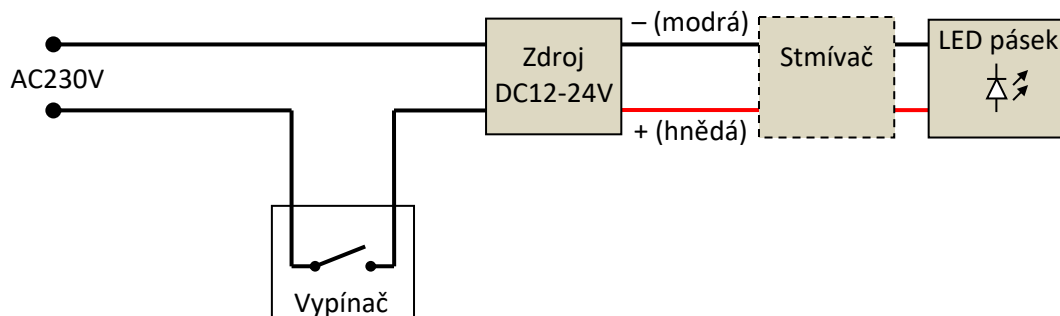 AC230V
Zdroj
DC12-24V
– (modrá)
+ (hnědá)
Stmívač
LED pásek
Vypínač